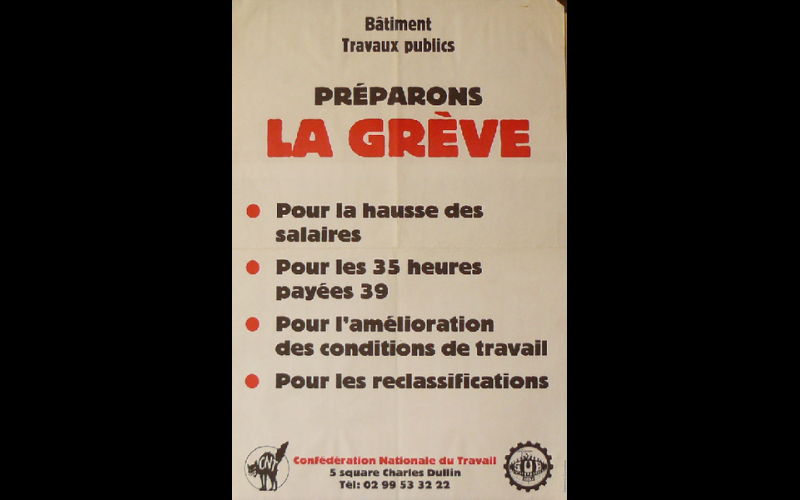 Bâtiment
Travaux publics
PRÉPARONS
LA GRÈVE
Pour la hausse des
salaires
Pour les 35 heures
payées 39
Pour l'amélioration
des conditions de travail
Pour les reclassifications
CNT
Confédération Nationale du Travail
5 square Charles Dullin
Tél: 02 99 53 32 22